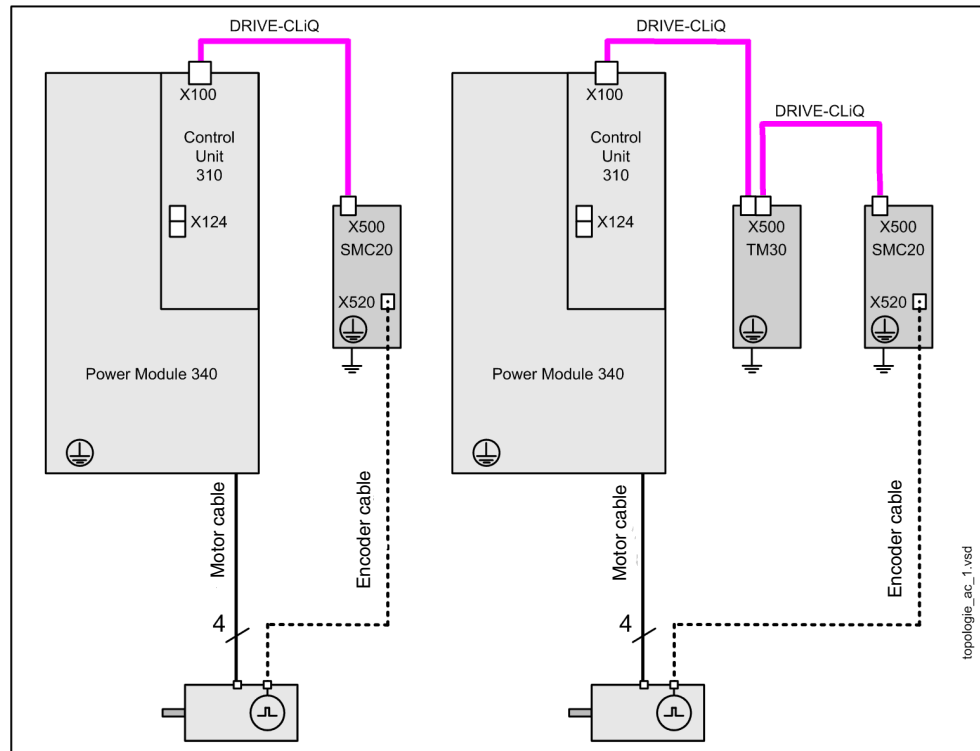 DRIVE-CLiQ
X100
Control
Unit
310
X124
X500
SMC20
X520
Power Module 340
Motor cable
4
Encoder cable
DRIVE-CLiQ
X100
DRIVE-CLiQ
Control
Unit
310
X124
X500
TM30
X500
SMC20
X520
Power Module 340
Motor cable
4
Encoder cable
topologie_ac_1.vsd